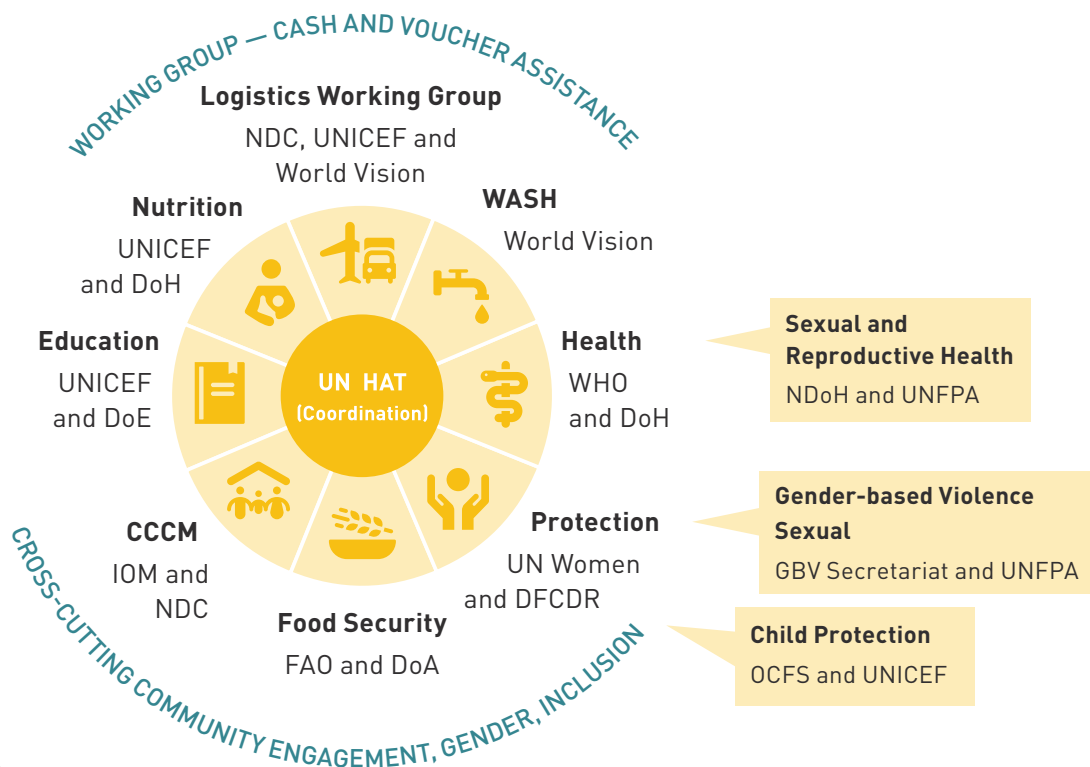 WORKING GROUP — CASH AND VOUCHER ASSISTANCE
Logistics Working Group
NDC, UNICEF and
World Vision
Nutrition
UNICEF
and DoH
WASH
World Vision
Education
UNICEF
and DoE
UN HAT
(Coordination)
Health
WHO
and DoH
Sexual and
Reproductive Health
NDoH and UNFPA
CCCM
IOM and
NDC
Food Security
FAO and DoA
Protection
UN Women
and DFCDR
Gender-based Violence
Sexual
GBV Secretariat and UNFPA
Child Protection
OCFS and UNICEF
CROSS-CUTTING COMMUNITY ENGAGEMENT, GENDER, INCLUSION